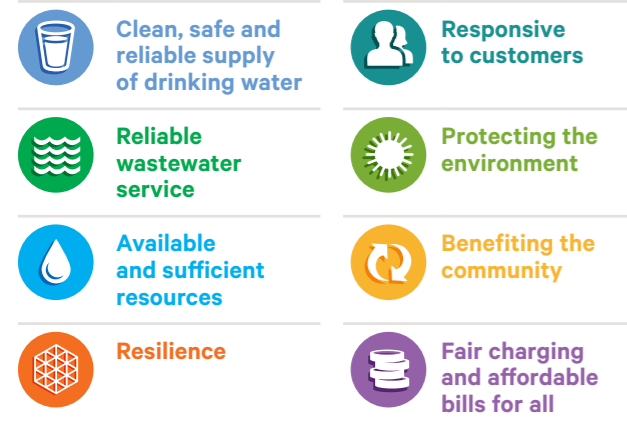 Clean, safe and
reliable supply
of drinking water
Reliable
wastewater
service
Available
and sufficient
resources
Resilience
Responsive
to customers
Protecting the
environment
Benefiting the
community
Fair charging
and affordable
bills for all